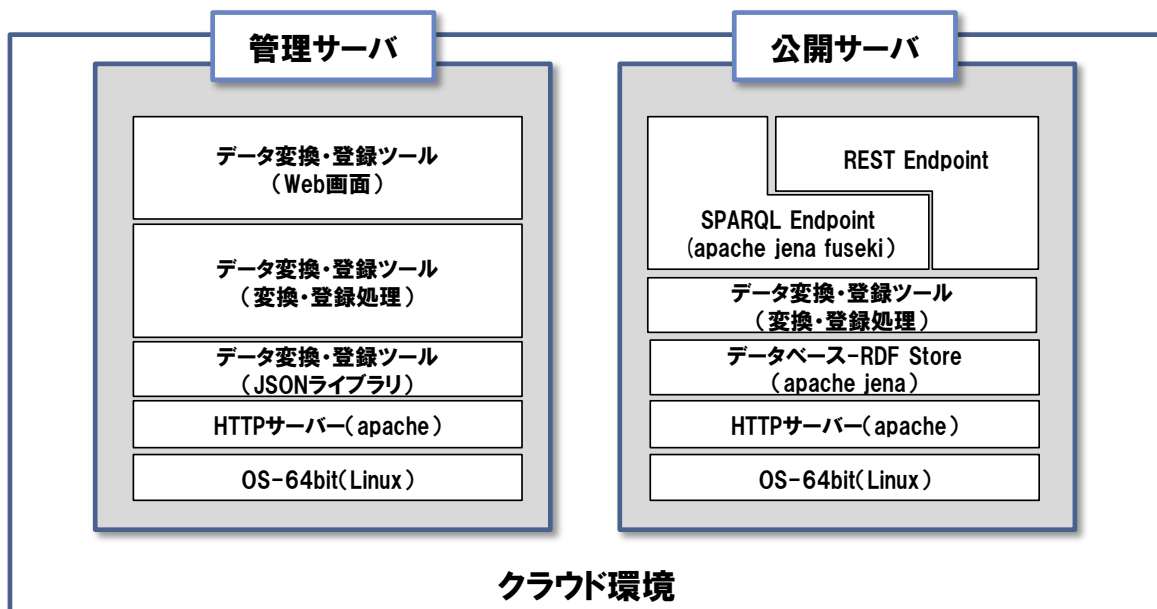 管理サーバ
データ変換・登録ツール
（Web画面）
データ変換・登録ツール
（変換・登録処理）
データ変換・登録ツール
（JSONライブラリ）
HTTPサーバー（apache）
OS-64bit（Linux）
公開サーバ
REST Endpoint
SPARQL Endpoint
（apache jena fuseki）
データ変換・登録ツール
（変換・登録処理）
データベース-RDF Store
（apache jena）
HTTPサーバー（apache）
OS-64bit（Linux）
クラウド環境